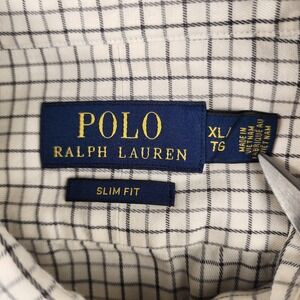 POLO
RALPH LAUREN
SLIM FIT
XL/
TG
MADE IN
VIETNAM